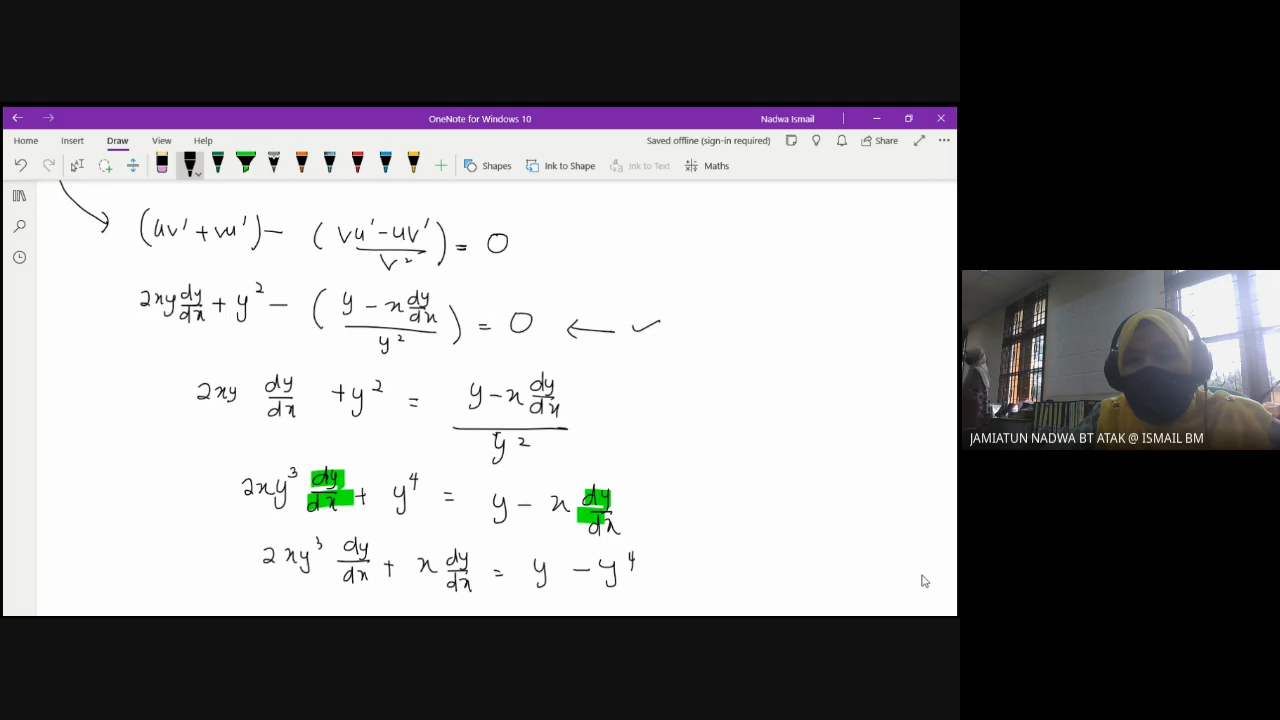 OneNote for Windows 10
Nadwa Ismail
Home Insert Draw View Help
Saved offline (sign-in required)
Share
Shapes Ink to Shape Ink to Text Maths
(uv' + vu') − ( (vu' − uv') / v² ) = 0
2xy dy/dx + y² − ( (y − x dy/dx) / y² ) = 0 ← ✓
2xy dy/dx + y² = (y − x dy/dx) / y²
2xy³ dy/dx + y⁴ = y − x dy/dx
2xy³ dy/dx + x dy/dx = y − y⁴
JAMIATUN NADWA BT ATAK @ ISMAIL BM